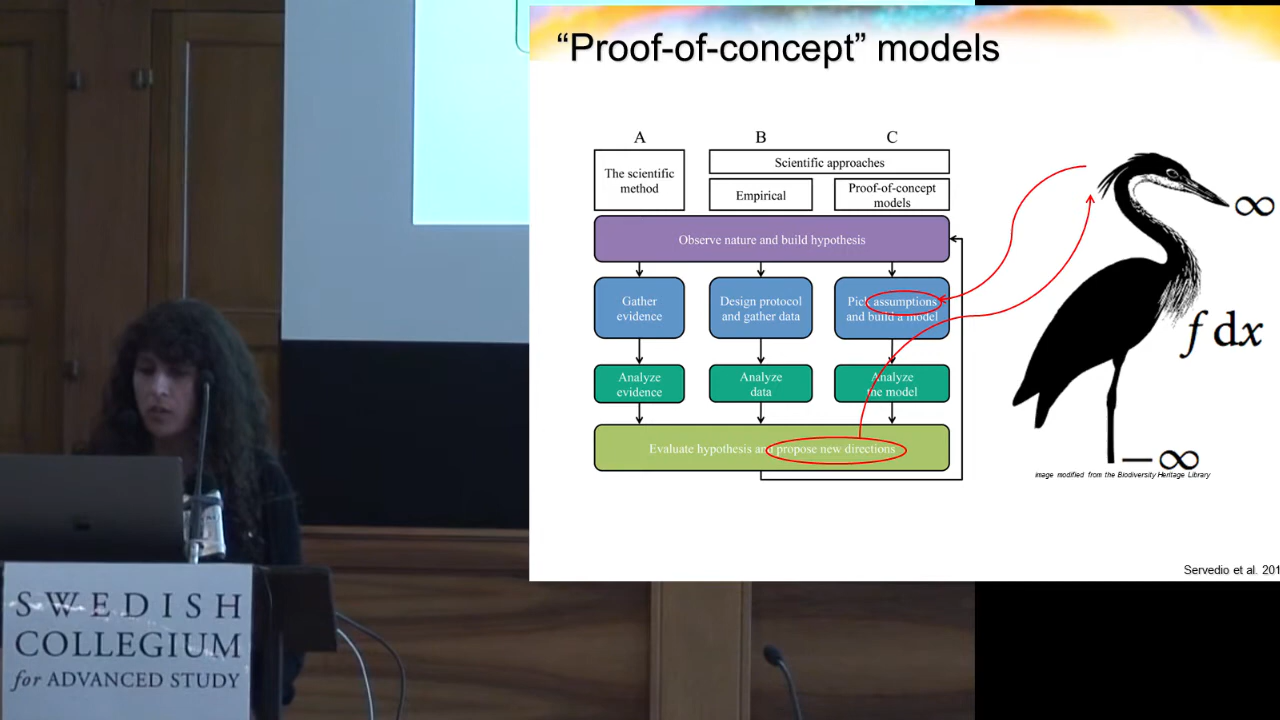 “Proof-of-concept” models
A
B
C
The scientific
method
Scientific approaches
Empirical
Proof-of-concept
models
Observe nature and build hypothesis
Gather
evidence
Design protocol
and gather data
Pick assumptions
and build a model
Analyze
evidence
Analyze
data
Analyze
the model
Evaluate hypothesis and propose new directions
∞
f dx
−∞
image modified from the Biodiversity Heritage Library
Servedio et al. 201
SWEDISH
COLLEGIUM
for ADVANCED STUDY